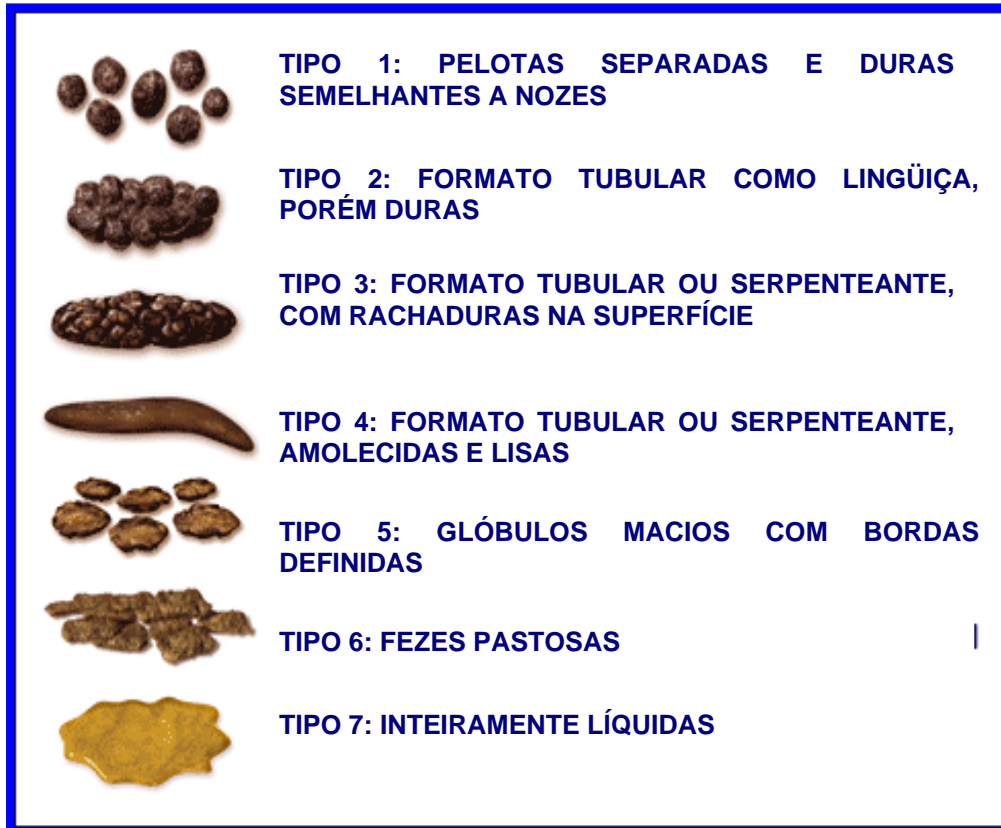 TIPO 1: PELOTAS SEPARADAS E DURAS
SEMELHANTES A NOZES
TIPO 2: FORMATO TUBULAR COMO LINGÜIÇA,
PORÉM DURAS
TIPO 3: FORMATO TUBULAR OU SERPENTEANTE,
COM RACHADURAS NA SUPERFÍCIE
TIPO 4: FORMATO TUBULAR OU SERPENTEANTE,
AMOLECIDAS E LISAS
TIPO 5: GLÓBULOS MACIOS COM BORDAS
DEFINIDAS
TIPO 6: FEZES PASTOSAS
TIPO 7: INTEIRAMENTE LÍQUIDAS